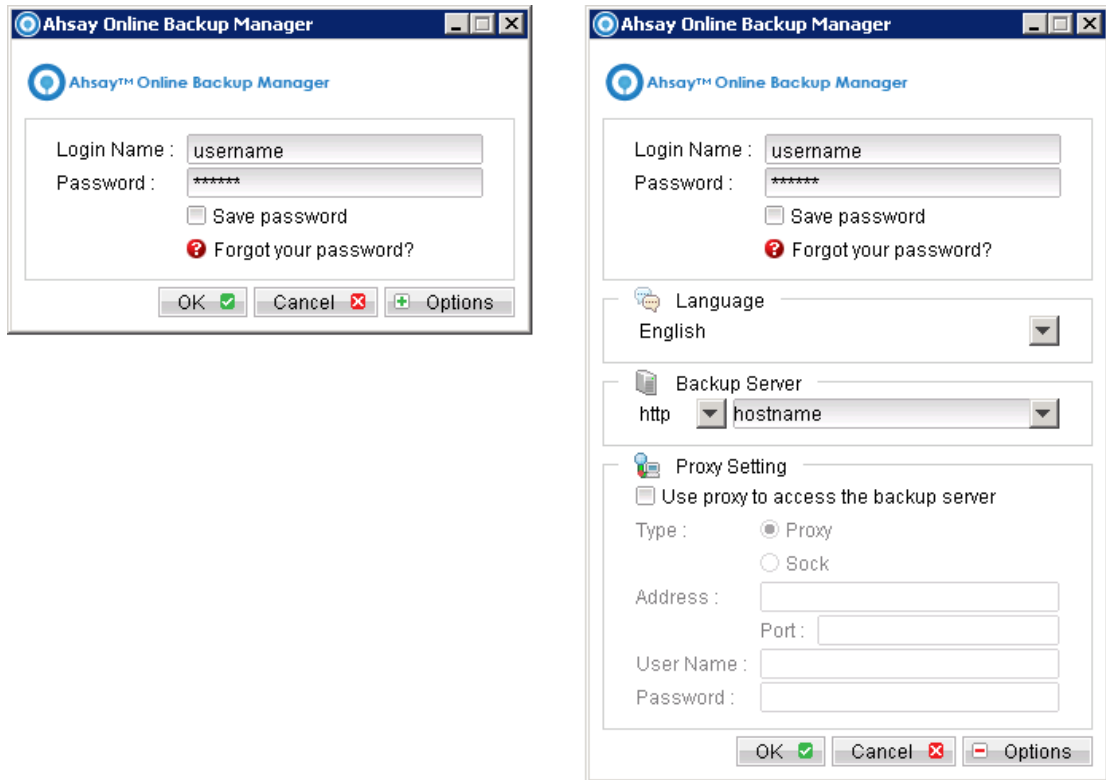 Ahsay Online Backup Manager
Ahsay™ Online Backup Manager
Login Name : username
Password : ******
Save password
Forgot your password?
OK Cancel Options
Ahsay Online Backup Manager
Ahsay™ Online Backup Manager
Login Name : username
Password : ******
Save password
Forgot your password?
Language
English
Backup Server
http hostname
Proxy Setting
Use proxy to access the backup server
Type : Proxy
Sock
Address :
Port :
User Name :
Password :
OK Cancel Options